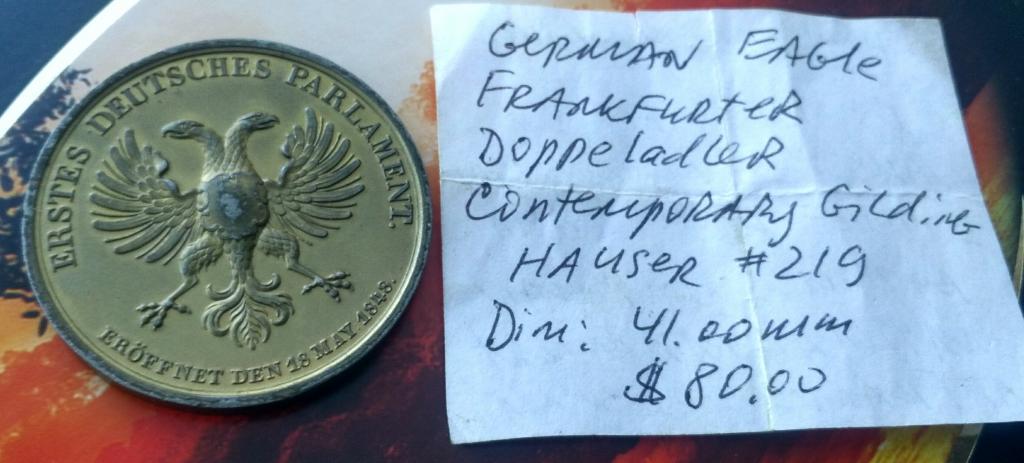 ERSTES DEUTSCHES PARLAMENT.
ERÖFFNET DEN 18 MAY 1848.
GERMAN EAGle
FRANKFURteR
DoppeladleR
ContempoRARy Gilding
HAUseR #219
Dim: 41.00mm
$80.00